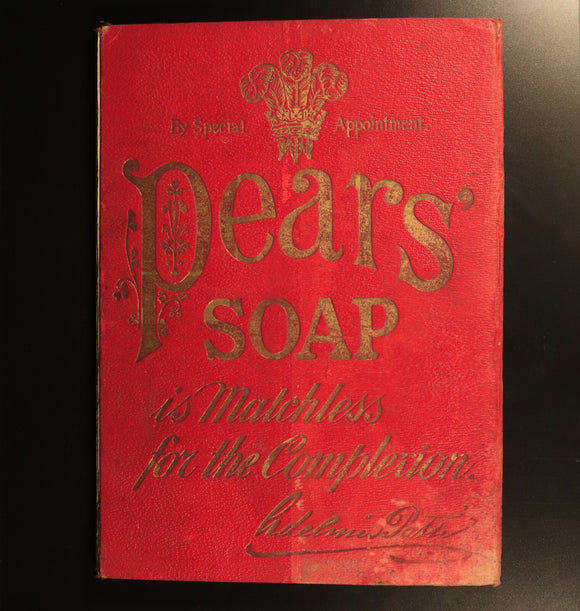 By Special Appointment
Pears'
SOAP
is Matchless
for the Complexion.
Adelina Patti